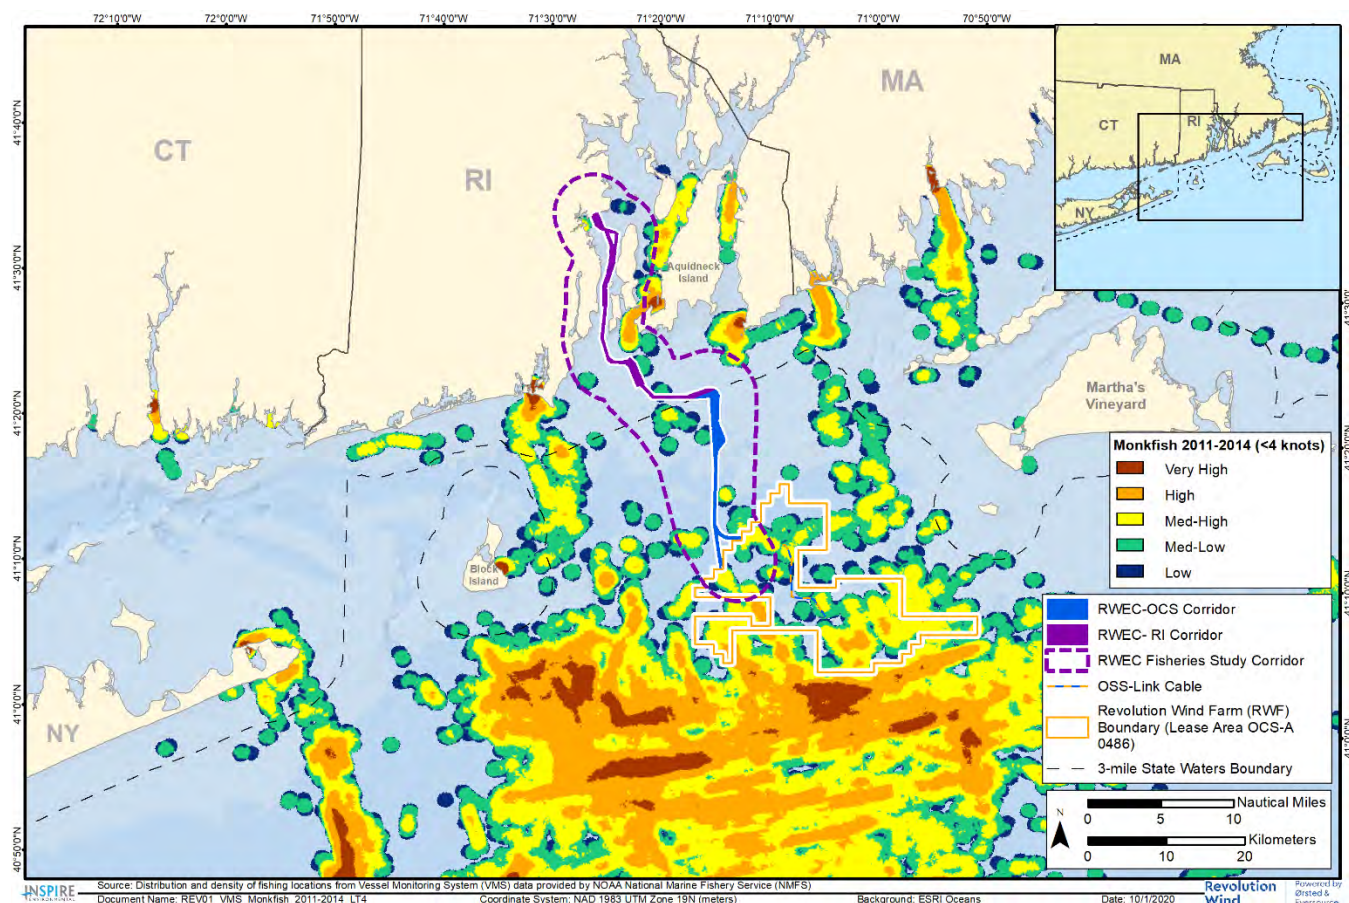 72°10'0"W
72°0'0"W
71°50'0"W
71°30'0"W
71°20'0"W
71°10'0"W
71°0'0"W
70°50'0"W
41°40'0"N
41°30'0"N
41°20'0"N
41°10'0"N
41°0'0"N
40°50'0"N
CT
RI
MA
NY
Aquidneck
Island
Martha's
Vineyard
Block
Island
MA
CT
RI
NY
Monkfish 2011-2014 (<4 knots)
Very High
High
Med-High
Med-Low
Low
RWEC-OCS Corridor
RWEC- RI Corridor
RWEC Fisheries Study Corridor
OSS-Link Cable
Revolution Wind Farm (RWF)
Boundary (Lease Area OCS-A
0486)
3-mile State Waters Boundary
N
Nautical Miles
0 5 10
Kilometers
0 10 20
INSPIRE
ENVIRONMENTAL
Source: Distribution and density of fishing locations from Vessel Monitoring System (VMS) data provided by NOAA National Marine Fishery Service (NMFS)
Document Name: REV01_VMS_Monkfish_2011-2014_LT4 Coordinate System: NAD 1983 UTM Zone 19N (meters) Background: ESRI Oceans Date: 10/1/2020
Revolution
Wind
Powered by
Ørsted &
Eversource